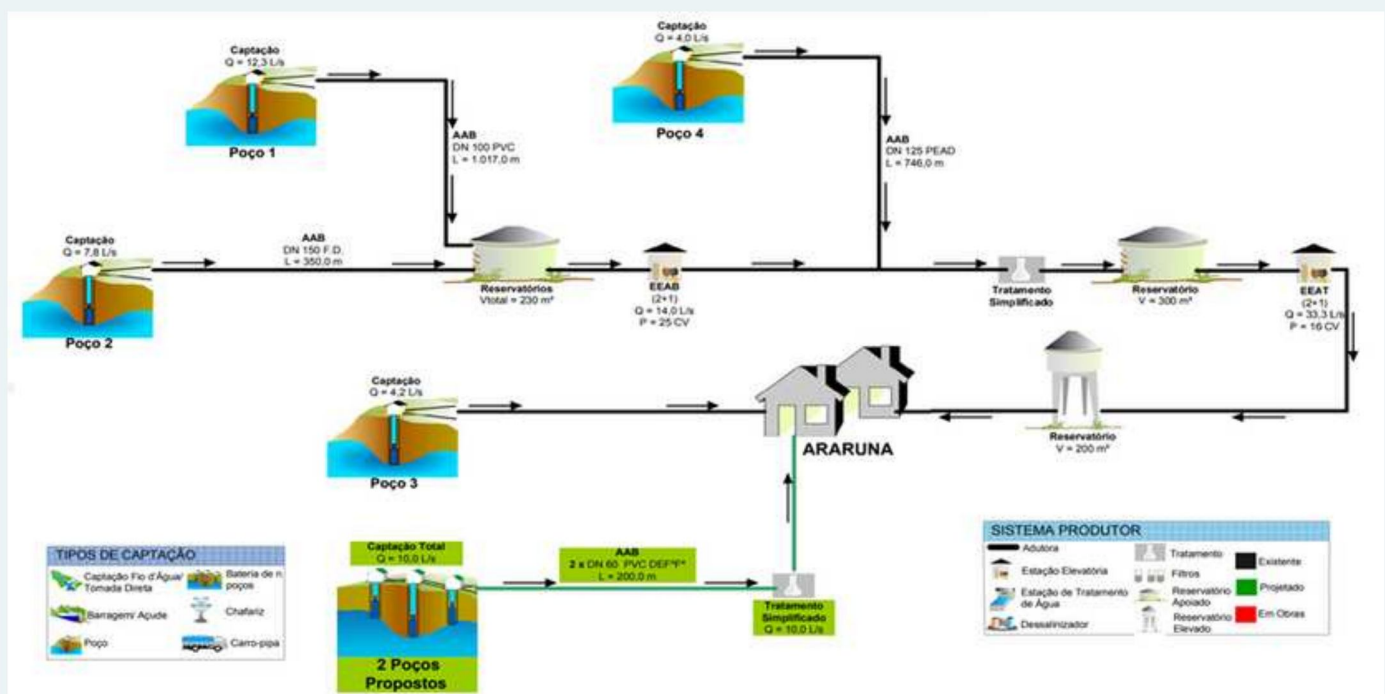 Captação
Q = 12,3 L/s
Poço 1
AAB
DN 100 PVC
L = 1.017,0 m
Captação
Q = 4,0 L/s
Poço 4
AAB
DN 125 PEAD
L = 746,0 m
Captação
Q = 7,8 L/s
Poço 2
AAB
DN 150 F.D.
L = 350,0 m
Reservatórios
Vtotal = 230 m³
EEAB
(2+1)
Q = 14,0 L/s
P = 25 CV
Tratamento
Simplificado
Reservatório
V = 300 m³
EEAT
(2+1)
Q = 33,3 L/s
P = 16 CV
Captação
Q = 4,2 L/s
Poço 3
ARARUNA
Reservatório
V = 200 m³
Captação Total
Q = 10,0 L/s
2 Poços
Propostos
AAB
2 x DN 60 PVC DEF°F°
L = 200,0 m
Tratamento
Simplificado
Q = 10,0 L/s
TIPOS DE CAPTAÇÃO
Captação Fio d'Água/
Tomada Direta
Bateria de n
poços
Barragem/ Açude
Chafariz
Poço
Carro-pipa
SISTEMA PRODUTOR
Adutora
Estação Elevatória
Estação de Tratamento
de Água
Dessalinizador
Tratamento
Filtros
Reservatório
Apoiado
Reservatório
Elevado
Existente
Projetado
Em Obras